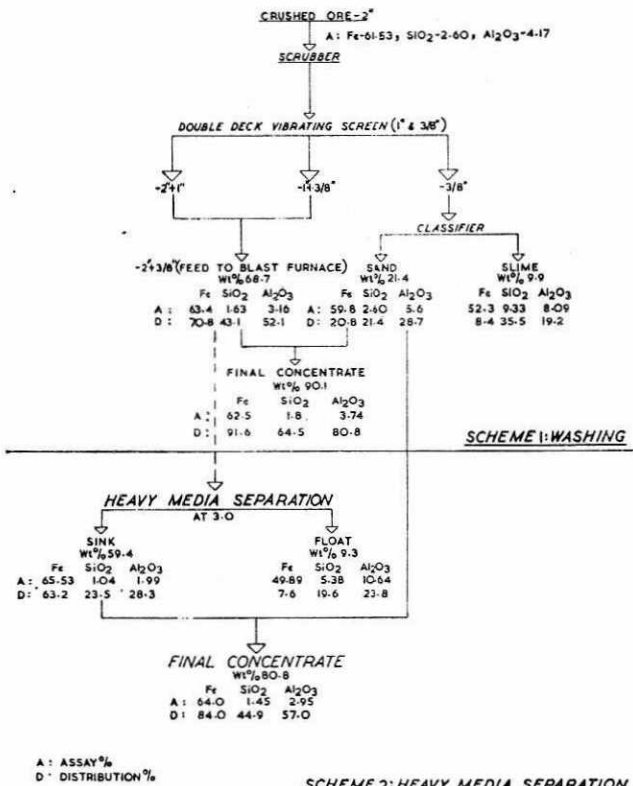 CRUSHED ORE-2"
A: Fe-61.53, SiO2-2.60, Al2O3-4.17
SCRUBBER
DOUBLE DECK VIBRATING SCREEN (1" & 3/8")
-2"+1" -1"+3/8" -3/8"
CLASSIFIER
-2"+3/8"(FEED TO BLAST FURNACE) SAND SLIME
Wt% 68.7 Wt% 21.4 Wt% 9.9
Fe SiO2 Al2O3 Fe SiO2 Al2O3 Fe SiO2 Al2O3
A: 63.4 1.63 3.16 A: 59.8 2.60 5.6 52.3 9.33 8.09
D: 70.8 43.1 52.1 D: 20.8 21.4 28.7 8.4 35.5 19.2
FINAL CONCENTRATE
Wt% 90.1
Fe SiO2 Al2O3
A: 62.5 1.8 3.74
D: 91.6 64.5 80.8
SCHEME 1: WASHING
HEAVY MEDIA SEPARATION
AT 3.0
SINK FLOAT
Wt% 59.4 Wt% 9.3
Fe SiO2 Al2O3 Fe SiO2 Al2O3
A: 65.53 1.04 1.99 49.89 5.38 10.64
D: 63.2 23.5 28.3 7.6 19.6 23.8
FINAL CONCENTRATE
Wt% 80.8
Fe SiO2 Al2O3
A: 64.0 1.45 2.95
D: 84.0 44.9 57.0
A: ASSAY%
D: DISTRIBUTION%
SCHEME 2: HEAVY MEDIA SEPARATION